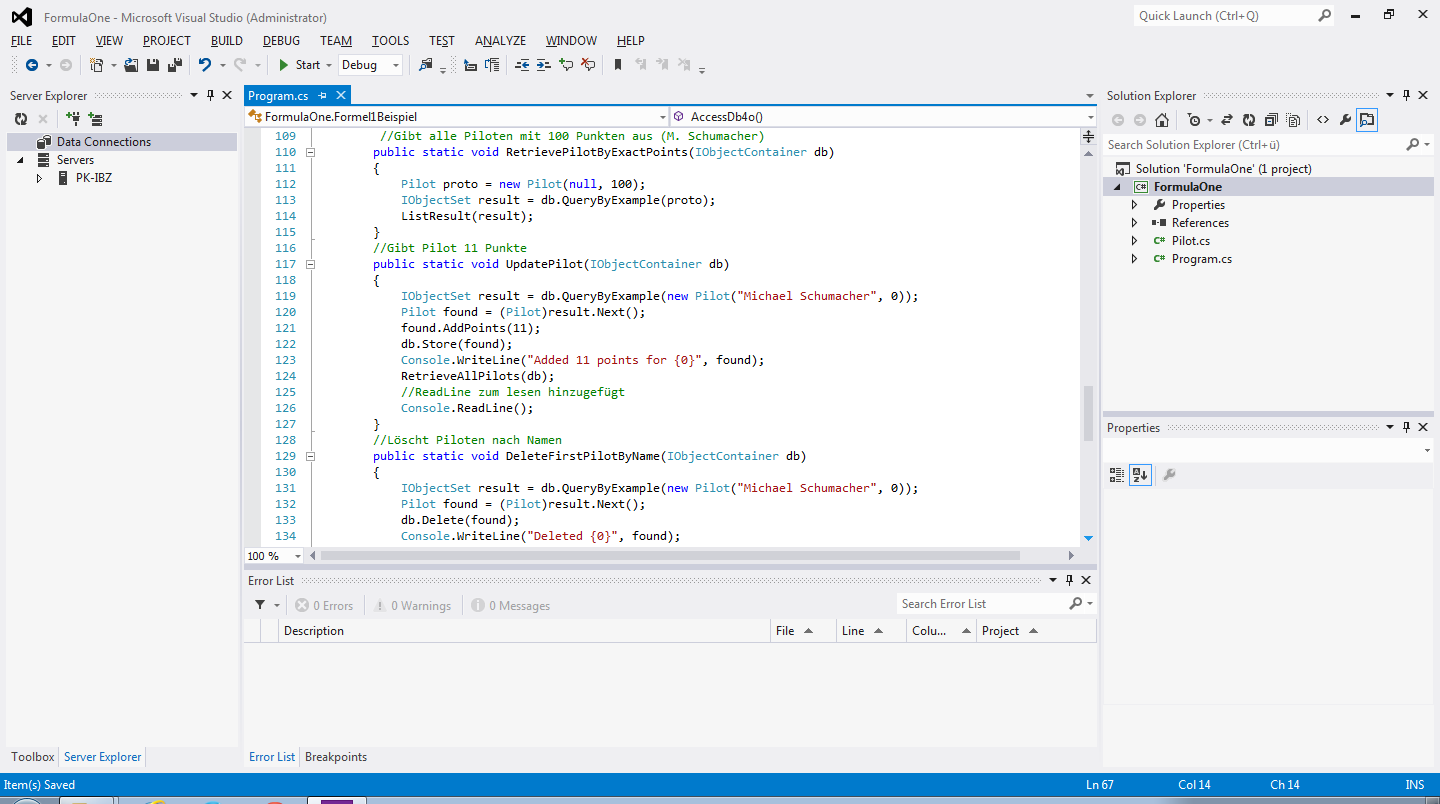 FormulaOne - Microsoft Visual Studio (Administrator)
Quick Launch (Ctrl+Q)
FILE EDIT VIEW PROJECT BUILD DEBUG TEAM TOOLS TEST ANALYZE WINDOW HELP
Start Debug
Server Explorer
Data Connections
Servers
PK-IBZ
Program.cs
FormulaOne.Formel1Beispiel AccessDb4o()
109 //Gibt alle Piloten mit 100 Punkten aus (M. Schumacher)
110 public static void RetrievePilotByExactPoints(IObjectContainer db)
111 {
112 Pilot proto = new Pilot(null, 100);
113 IObjectSet result = db.QueryByExample(proto);
114 ListResult(result);
115 }
116 //Gibt Pilot 11 Punkte
117 public static void UpdatePilot(IObjectContainer db)
118 {
119 IObjectSet result = db.QueryByExample(new Pilot("Michael Schumacher", 0));
120 Pilot found = (Pilot)result.Next();
121 found.AddPoints(11);
122 db.Store(found);
123 Console.WriteLine("Added 11 points for {0}", found);
124 RetrieveAllPilots(db);
125 //ReadLine zum lesen hinzugefügt
126 Console.ReadLine();
127 }
128 //Löscht Piloten nach Namen
129 public static void DeleteFirstPilotByName(IObjectContainer db)
130 {
131 IObjectSet result = db.QueryByExample(new Pilot("Michael Schumacher", 0));
132 Pilot found = (Pilot)result.Next();
133 db.Delete(found);
134 Console.WriteLine("Deleted {0}", found);
100 %
Error List
0 Errors 0 Warnings 0 Messages
Search Error List
Description File Line Colu... Project
Solution Explorer
Search Solution Explorer (Ctrl+ü)
Solution 'FormulaOne' (1 project)
C# FormulaOne
Properties
References
C# Pilot.cs
C# Program.cs
Properties
Toolbox Server Explorer
Error List Breakpoints
Item(s) Saved Ln 67 Col 14 Ch 14 INS